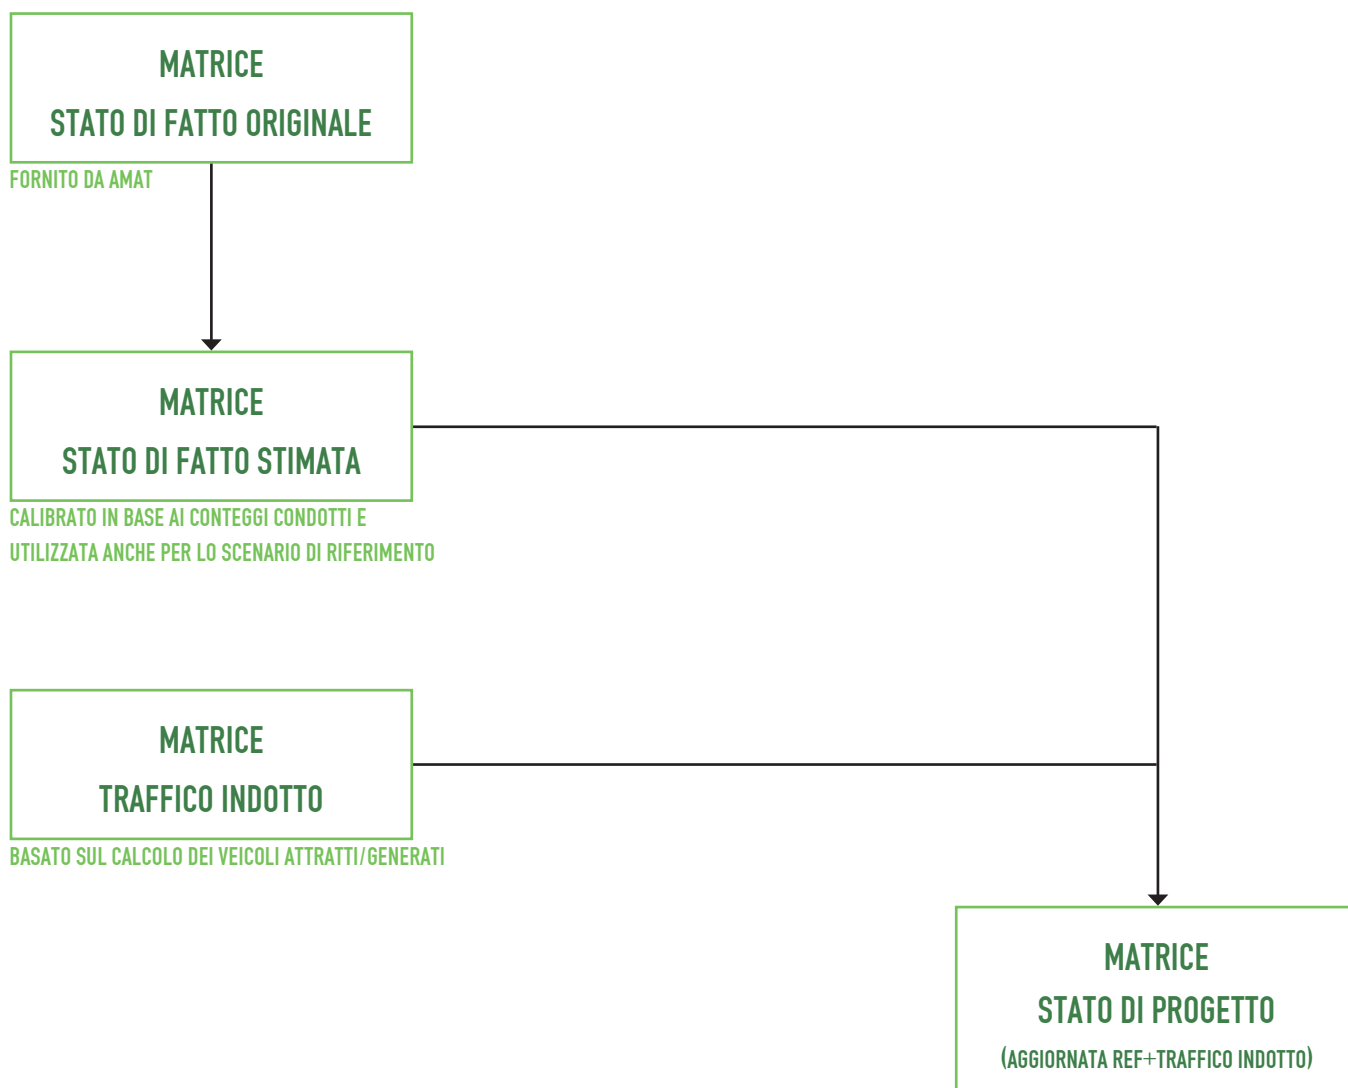 MATRICE
STATO DI FATTO ORIGINALE
FORNITO DA AMAT
MATRICE
STATO DI FATTO STIMATA
CALIBRATO IN BASE AI CONTEGGI CONDOTTI E
UTILIZZATA ANCHE PER LO SCENARIO DI RIFERIMENTO
MATRICE
TRAFFICO INDOTTO
BASATO SUL CALCOLO DEI VEICOLI ATTRATTI/GENERATI
MATRICE
STATO DI PROGETTO
(AGGIORNATA REF+TRAFFICO INDOTTO)